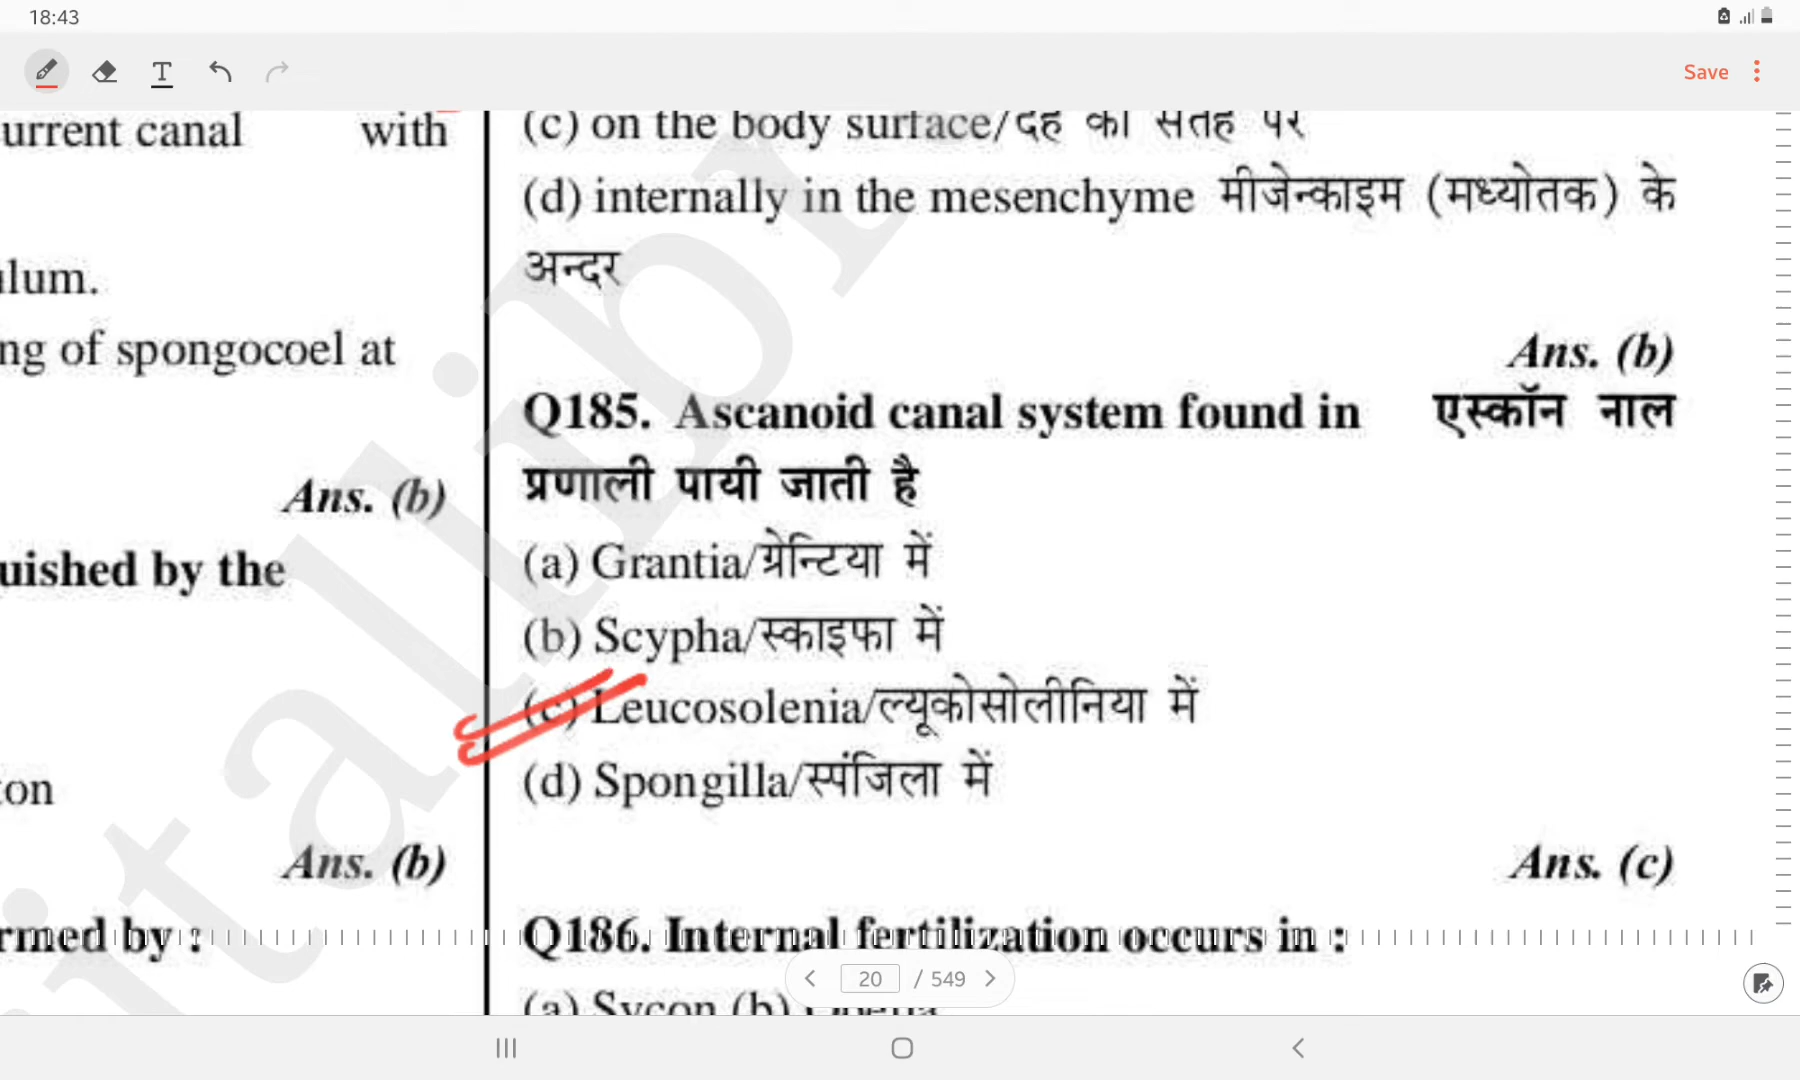 18:43
T
Save
urrent canal with
ılum.
ng of spongocoel at
Ans. (b)
uished by the
on
Ans. (b)
rmed by :
(c) on the body surface/देह की सतह पर
(d) internally in the mesenchyme मीजेन्काइम (मध्योतक) के
अन्दर
Ans. (b)
Q185. Ascanoid canal system found in एस्कॉन नाल
प्रणाली पायी जाती है
(a) Grantia/ग्रेन्टिया में
(b) Scypha/स्काइफा में
(c) Leucosolenia/ल्यूकोसोलीनिया में
(d) Spongilla/स्पंजिला में
Ans. (c)
Q186. Internal fertilization occurs in :
(a) Sycon (b)
20 / 549